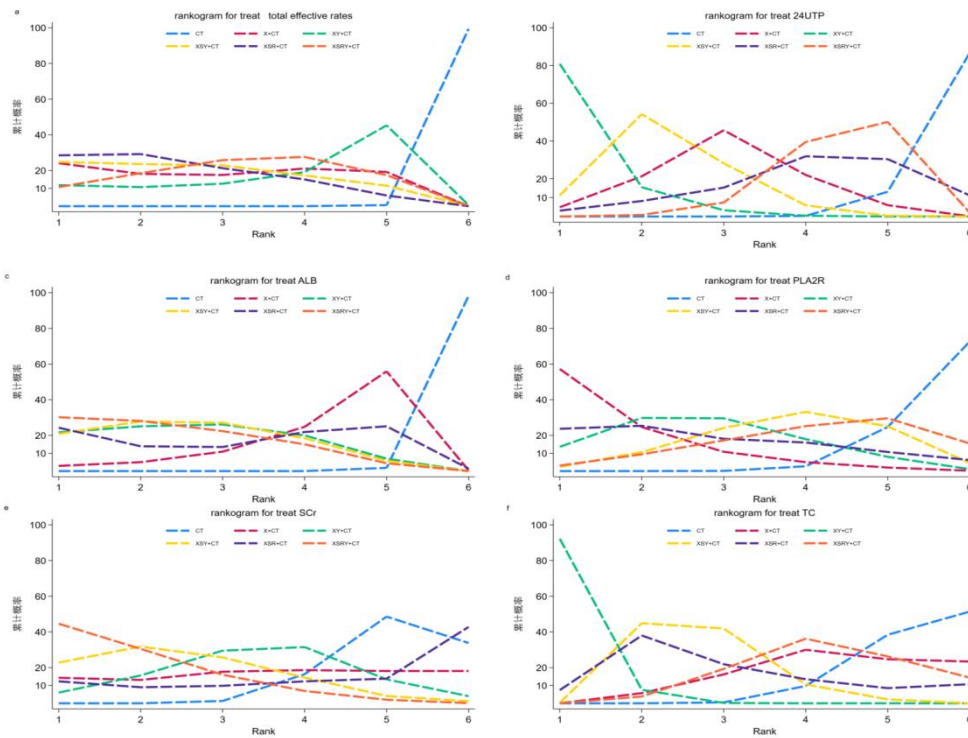 a
rankogram for treat total effective rates
CT X+CT XY+CT
XSY+CT XSR+CT XSRY+CT
累计概率
100
80
60
40
20
10
1 2 3 4 5 6
Rank
rankogram for treat 24UTP
CT X+CT XY+CT
XSY+CT XSR+CT XSRY+CT
累计概率
100
80
60
40
20
10
1 2 3 4 5 6
Rank
c
rankogram for treat ALB
CT X+CT XY+CT
XSY+CT XSR+CT XSRY+CT
累计概率
100
80
60
40
20
10
1 2 3 4 5 6
Rank
d
rankogram for treat PLA2R
CT X+CT XY+CT
XSY+CT XSR+CT XSRY+CT
累计概率
100
80
60
40
20
10
1 2 3 4 5 6
Rank
e
rankogram for treat SCr
CT X+CT XY+CT
XSY+CT XSR+CT XSRY+CT
累计概率
100
80
60
40
20
10
1 2 3 4 5 6
Rank
f
rankogram for treat TC
CT X+CT XY+CT
XSY+CT XSR+CT XSRY+CT
累计概率
100
80
60
40
20
10
1 2 3 4 5 6
Rank